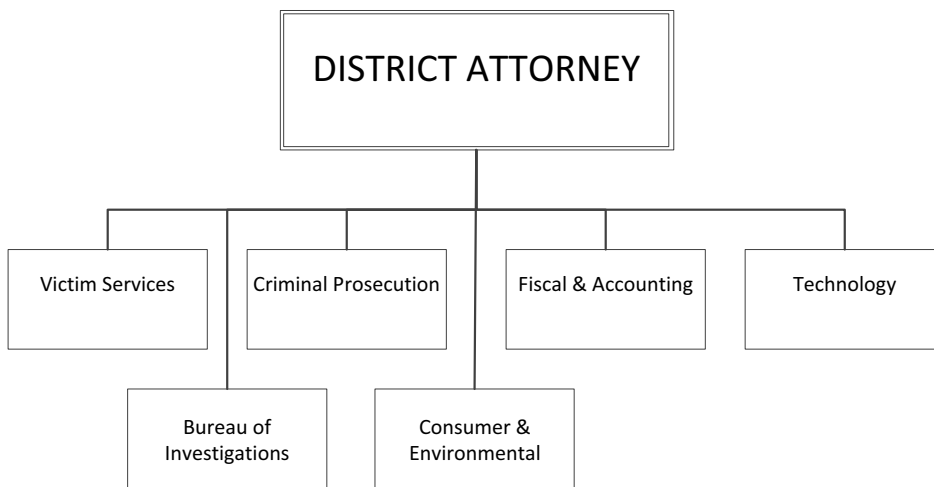 DISTRICT ATTORNEY
Victim Services
Criminal Prosecution
Fiscal & Accounting
Technology
Bureau of
Investigations
Consumer &
Environmental